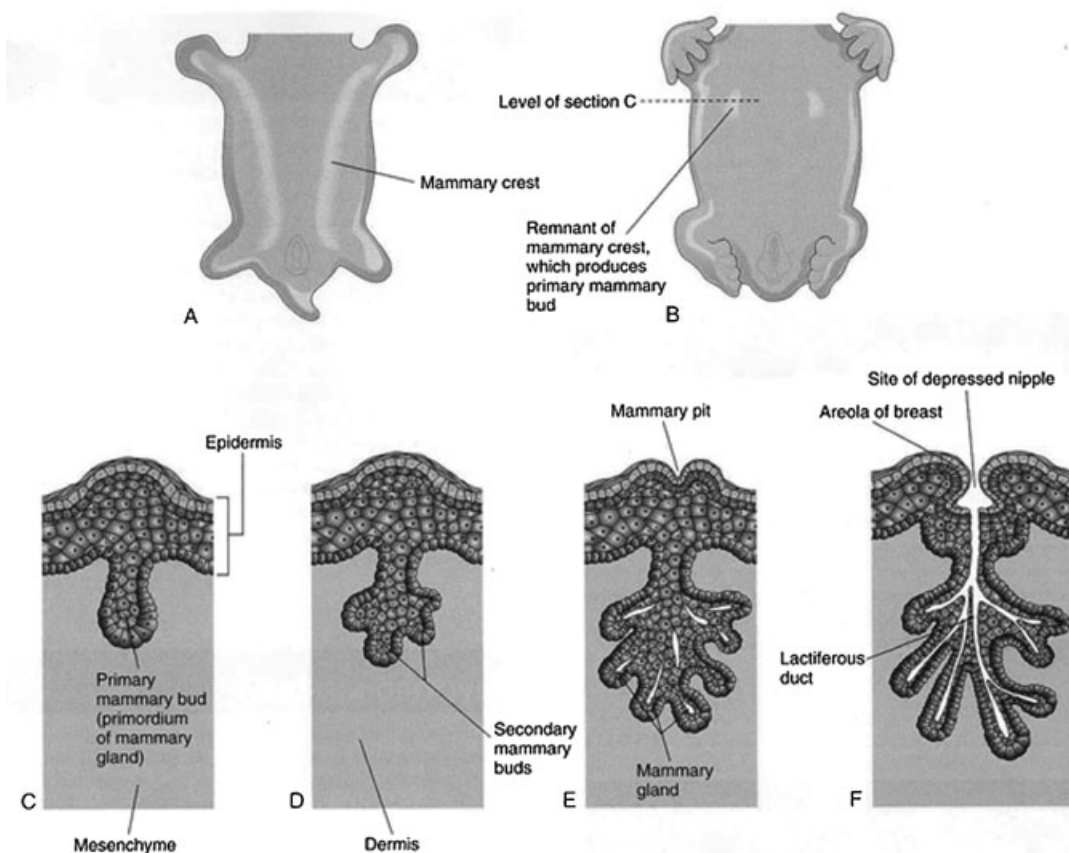 Level of section C
Mammary crest
Remnant of
mammary crest,
which produces
primary mammary
bud
A
B
Site of depressed nipple
Mammary pit
Areola of breast
Epidermis
Lactiferous
duct
Primary
mammary bud
(primordium
of mammary
gland)
Secondary
mammary
buds
Mammary
gland
C
D
E
F
Mesenchyme
Dermis